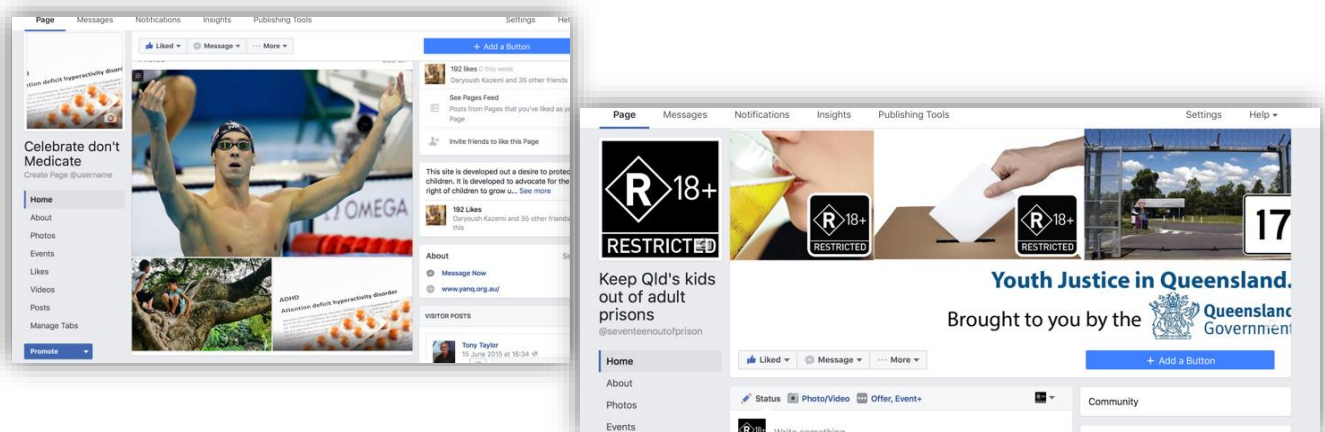 Page Messages Notifications Insights Publishing Tools Settings
Liked Message More
+ Add a Button
ADHD
Attention deficit hyperactivity disorder
Celebrate don't
Medicate
Create Page @username
Home
About
Photos
Events
Likes
Videos
Posts
Manage Tabs
Promote
OMEGA
ADHD
Attention deficit hyperactivity disorder
192 likes 0 this week
Daryoush Kazemi and 35 other friends
See Pages Feed
Posts from Pages that you've liked as
Page
Invite friends to like this Page
This site is developed out a desire to protec
children. It is developed to advocate for the
right of children to grow u... See more
192 Likes
Daryoush Kazemi and 35 other friends
this
About
Message Now
www.yanq.org.au/
VISITOR POSTS
Tony Taylor
15 June 2015 at 16:34
Page Messages Notifications Insights Publishing Tools Settings Help
R 18+
RESTRICTED
Keep Qld's kids
out of adult
prisons
@seventeenoutofprison
Home
About
Photos
Events
R 18+
RESTRICTED
R 18+
RESTRICTED
17
Youth Justice in Queensland.
Brought to you by the
Queensland
Government
Liked Message More
+ Add a Button
Status Photo/Video Offer, Event+
Write something
Community